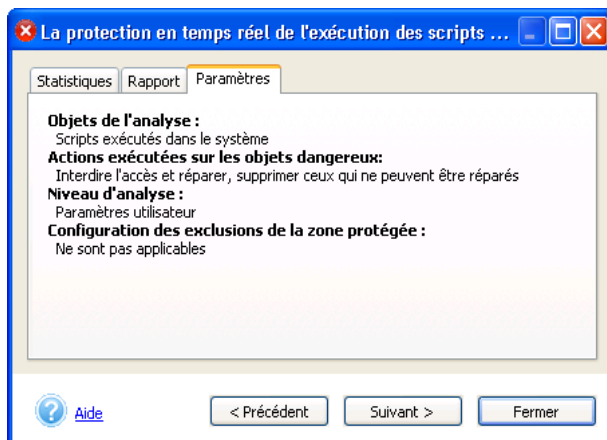 La protection en temps réel de l'exécution des scripts ...
Statistiques Rapport Paramètres
Objets de l'analyse :
Scripts exécutés dans le système
Actions exécutées sur les objets dangereux:
Interdire l'accès et réparer, supprimer ceux qui ne peuvent être réparés
Niveau d'analyse :
Paramètres utilisateur
Configuration des exclusions de la zone protégée :
Ne sont pas applicables
Aide < Précédent Suivant > Fermer